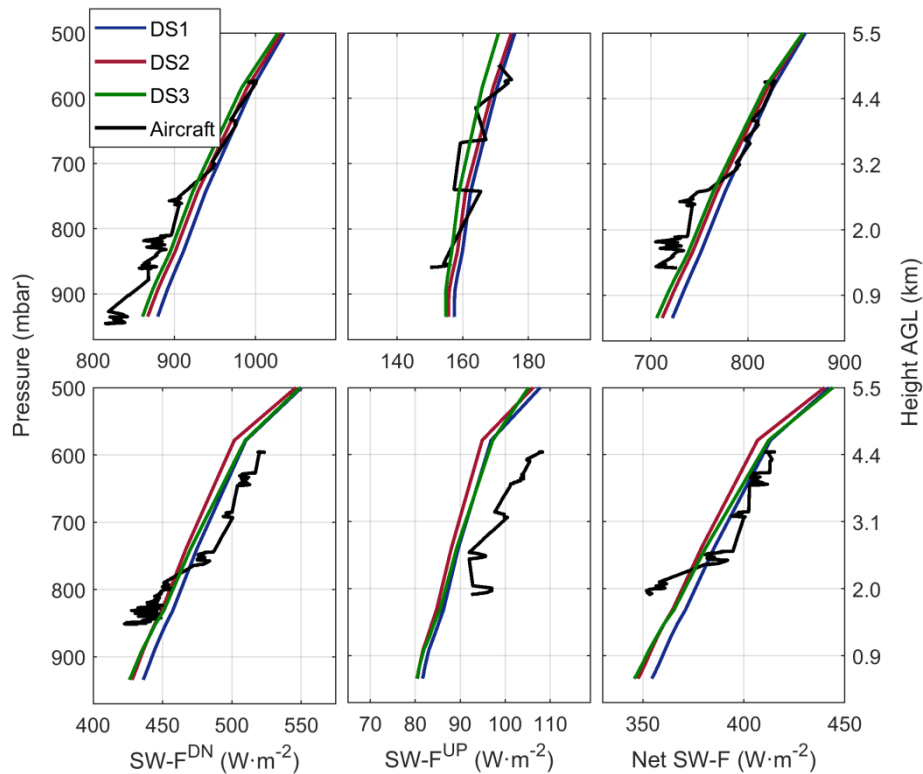 DS1
DS2
DS3
Aircraft
500
600
700
800
900
800 900 1000
140 160 180
700 800 900
5.5
4.4
3.2
2.0
0.9
Pressure (mbar)
Height AGL (km)
500
600
700
800
900
400 450 500 550
70 80 90 100 110
350 400 450
5.5
4.4
3.1
2.0
0.9
SW-F^DN (W·m^-2)
SW-F^UP (W·m^-2)
Net SW-F (W·m^-2)